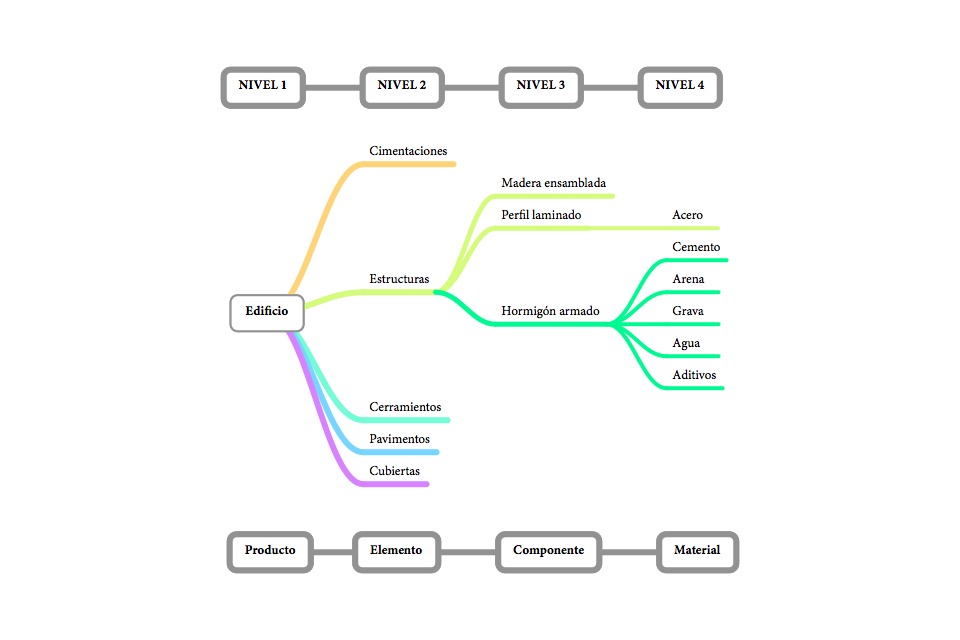 NIVEL 1
NIVEL 2
NIVEL 3
NIVEL 4
Cimentaciones
Madera ensamblada
Perfil laminado
Acero
Cemento
Estructuras
Arena
Edificio
Hormigón armado
Grava
Agua
Aditivos
Cerramientos
Pavimentos
Cubiertas
Producto
Elemento
Componente
Material